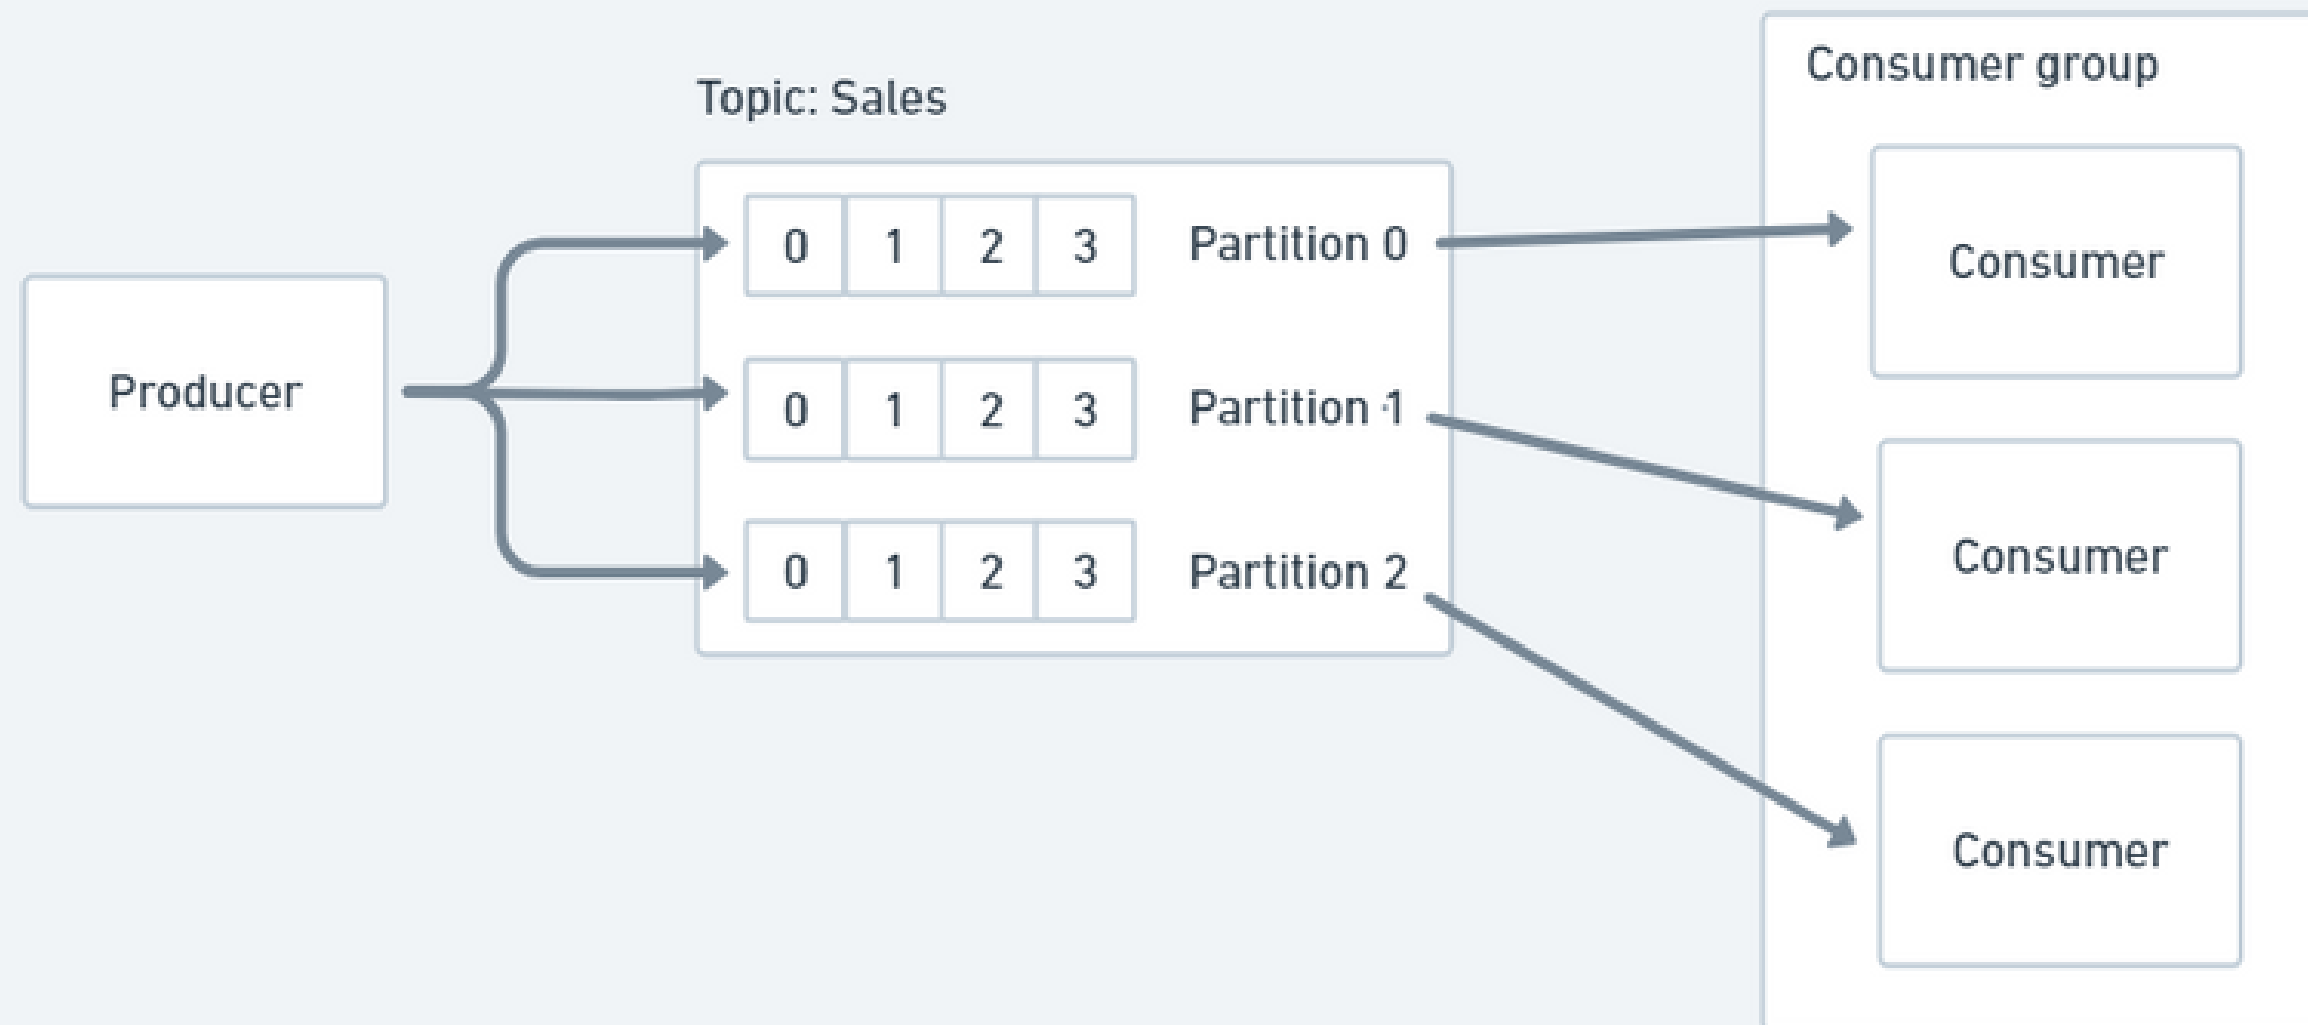 Consumer group
Topic: Sales
Producer
0 1 2 3 Partition 0
0 1 2 3 Partition 1
0 1 2 3 Partition 2
Consumer
Consumer
Consumer